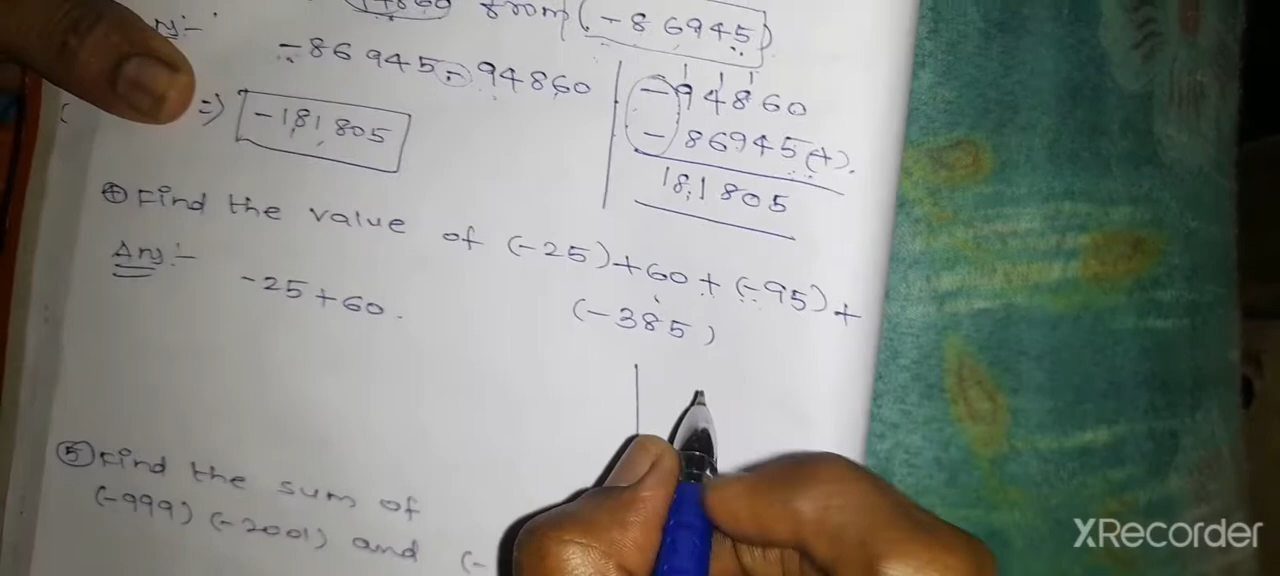 from (-86945)
-86945-94860
=> -181805
-94860
-86945(+)
181805
④ Find the value of (-25)+60+(-95)+
(-385)
Ans:-
-25+60.
⑤ Find the sum of
(-999) (-2001) and (-
XRecorder